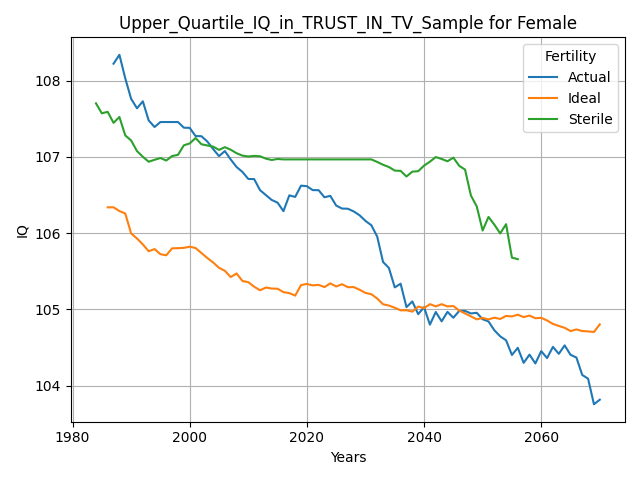 Upper_Quartile_IQ_in_TRUST_IN_TV_Sample for Female
Fertility
Actual
Ideal
Sterile
108
107
106
105
104
IQ
1980
2000
2020
2040
2060
Years